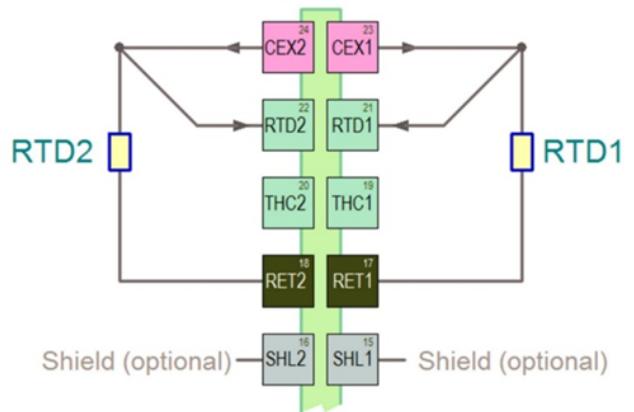 24 23
CEX2 CEX1
22 21
RTD2 RTD1
RTD2 RTD1
20 19
THC2 THC1
18 17
RET2 RET1
16 15
Shield (optional) SHL2 SHL1 Shield (optional)